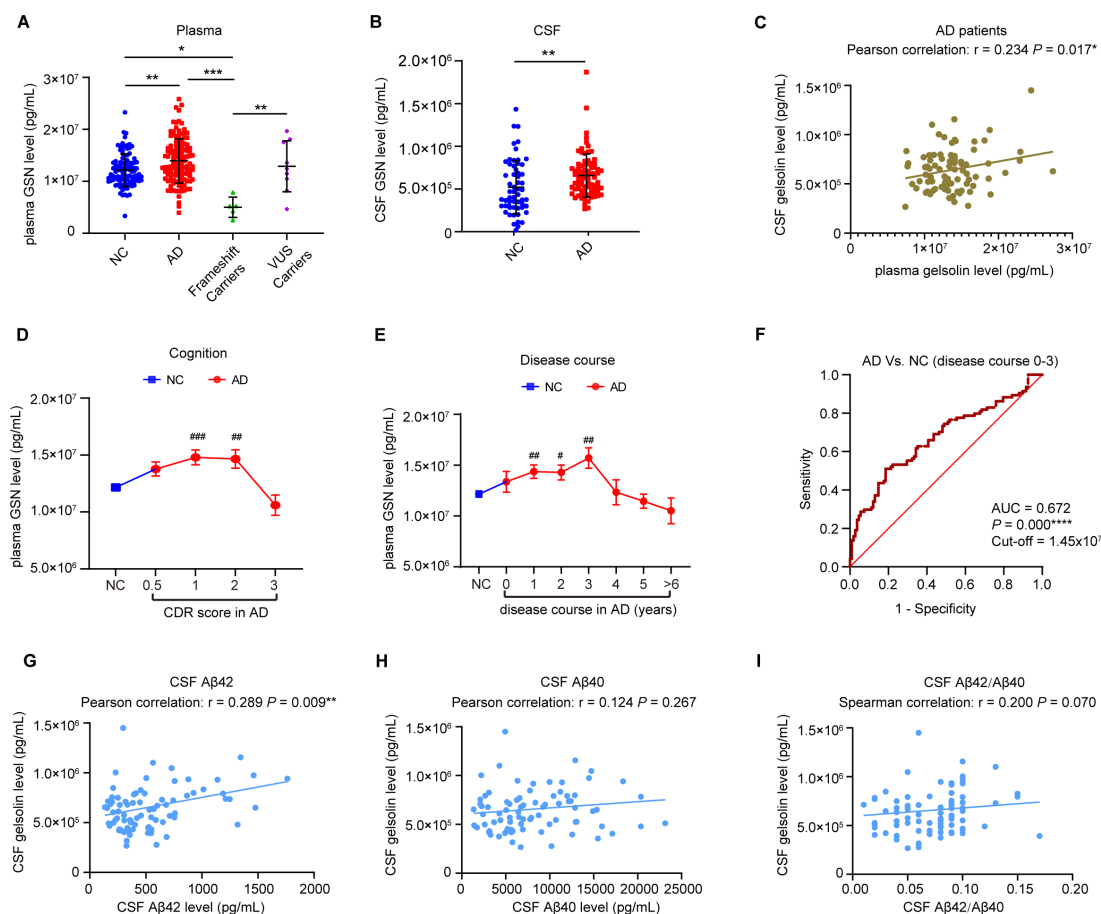 A
Plasma
plasma GSN level (pg/mL)
3×10⁷
2×10⁷
1×10⁷
0
*
**
***
**
NC
AD
Frameshift
Carriers
VUS
Carriers
B
CSF
CSF GSN level (pg/mL)
2.0×10⁶
1.5×10⁶
1.0×10⁶
5.0×10⁵
0
**
NC
AD
C
AD patients
Pearson correlation: r = 0.234 P = 0.017*
CSF gelsolin level (pg/mL)
1.5×10⁶
1.0×10⁶
5.0×10⁵
0
0
1×10⁷
2×10⁷
3×10⁷
plasma gelsolin level (pg/mL)
D
Cognition
NC
AD
plasma GSN level (pg/mL)
2.0×10⁷
1.5×10⁷
1.0×10⁷
5.0×10⁶
###
##
NC
0.5
1
2
3
CDR score in AD
E
Disease course
NC
AD
plasma GSN level (pg/mL)
2.0×10⁷
1.5×10⁷
1.0×10⁷
5.0×10⁶
##
#
##
NC
0
1
2
3
4
5
>6
disease course in AD (years)
F
AD Vs. NC (disease course 0-3)
Sensitivity
1.0
0.8
0.6
0.4
0.2
0.0
AUC = 0.672
P = 0.000****
Cut-off = 1.45x10⁷
0.0
0.2
0.4
0.6
0.8
1.0
1 - Specificity
G
CSF Aβ42
Pearson correlation: r = 0.289 P = 0.009**
CSF gelsolin level (pg/mL)
1.5×10⁶
1.0×10⁶
5.0×10⁵
0
0
500
1000
1500
2000
CSF Aβ42 level (pg/mL)
H
CSF Aβ40
Pearson correlation: r = 0.124 P = 0.267
CSF gelsolin level (pg/mL)
1.5×10⁶
1.0×10⁶
5.0×10⁵
0
0
5000
10000
15000
20000
25000
CSF Aβ40 level (pg/mL)
I
CSF Aβ42/Aβ40
Spearman correlation: r = 0.200 P = 0.070
CSF gelsolin level (pg/mL)
1.5×10⁶
1.0×10⁶
5.0×10⁵
0
0.00
0.05
0.10
0.15
0.20
CSF Aβ42/Aβ40